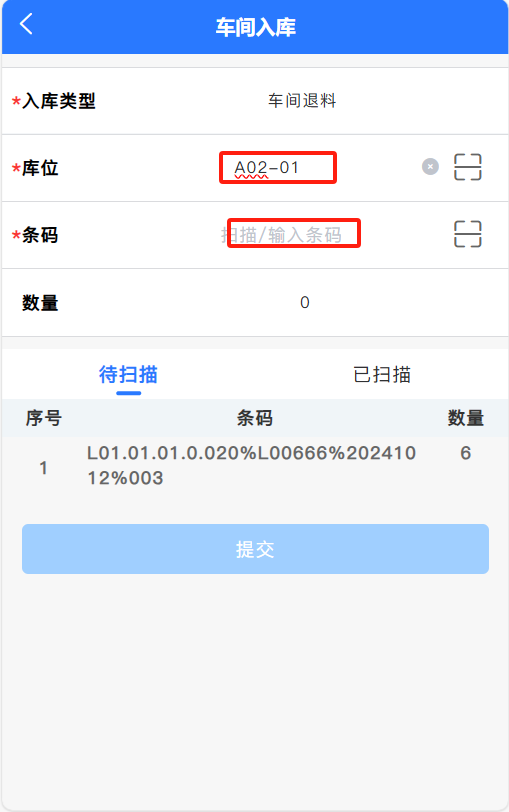 车间入库
*入库类型 车间退料
*库位 A02-01
*条码 扫描/输入条码
数量 0
待扫描 已扫描
序号 条码 数量
1 L01.01.01.0.020%L00666%202410 6
12%003
提交